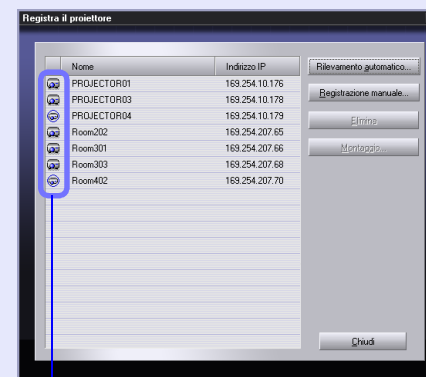 Registra il proiettore
Nome Indirizzo IP
PROJECTOR01 169.254.10.176
PROJECTOR03 169.254.10.178
PROJECTOR04 169.254.10.179
Room202 169.254.207.65
Room301 169.254.207.66
Room303 169.254.207.68
Room402 169.254.207.70
Rilevamento automatico...
Registrazione manuale...
Elimina
Montaggio...
Chiudi